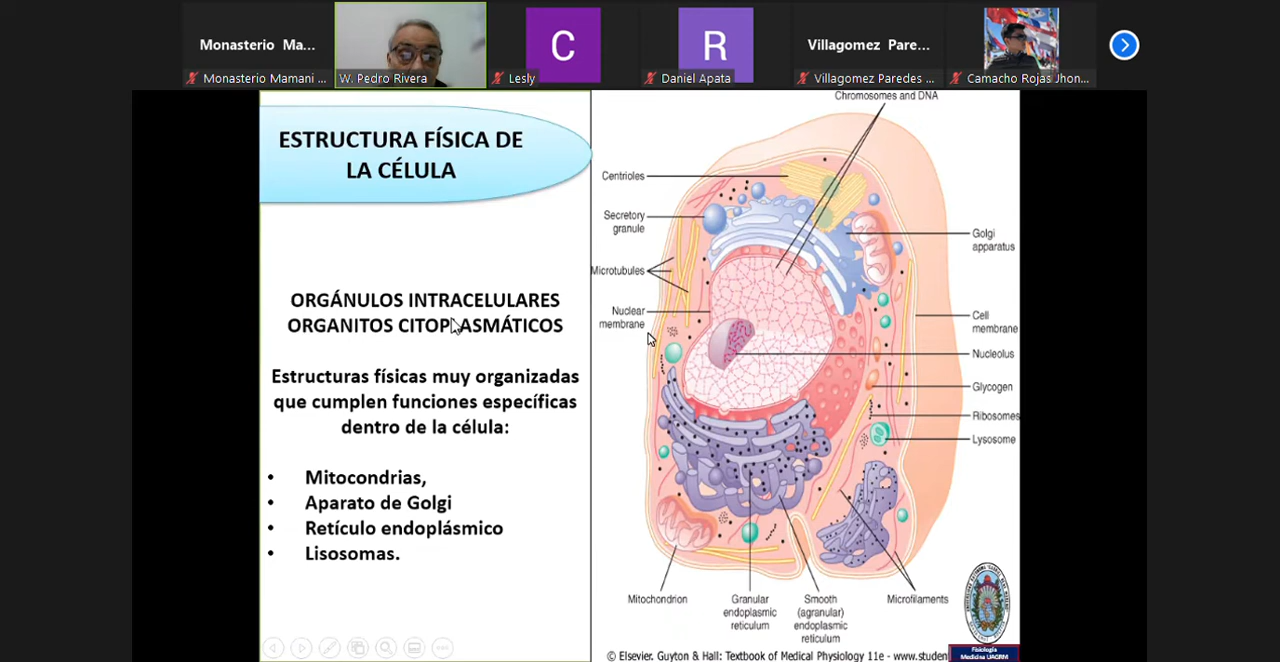 Monasterio Ma...
Monasterio Mamani ...
W. Pedro Rivera
C
Lesly
R
Daniel Apata
Villagomez Pare...
Villagomez Paredes ...
Camacho Rojas Jhon...
ESTRUCTURA FÍSICA DE
LA CÉLULA
ORGÁNULOS INTRACELULARES
ORGANITOS CITOPLASMÁTICOS
Estructuras físicas muy organizadas
que cumplen funciones específicas
dentro de la célula:
• Mitocondrias,
• Aparato de Golgi
• Retículo endoplásmico
• Lisosomas.
Chromosomes and DNA
Centrioles
Secretory
granule
Microtubules
Nuclear
membrane
Golgi
apparatus
Cell
membrane
Nucleolus
Glycogen
Ribosomes
Lysosome
Mitochondrion
Granular
endoplasmic
reticulum
Smooth
(agranular)
endoplasmic
reticulum
Microfilaments
© Elsevier. Guyton & Hall: Textbook of Medical Physiology 11e - www.studen
Fisiología
Medicina UAGRM